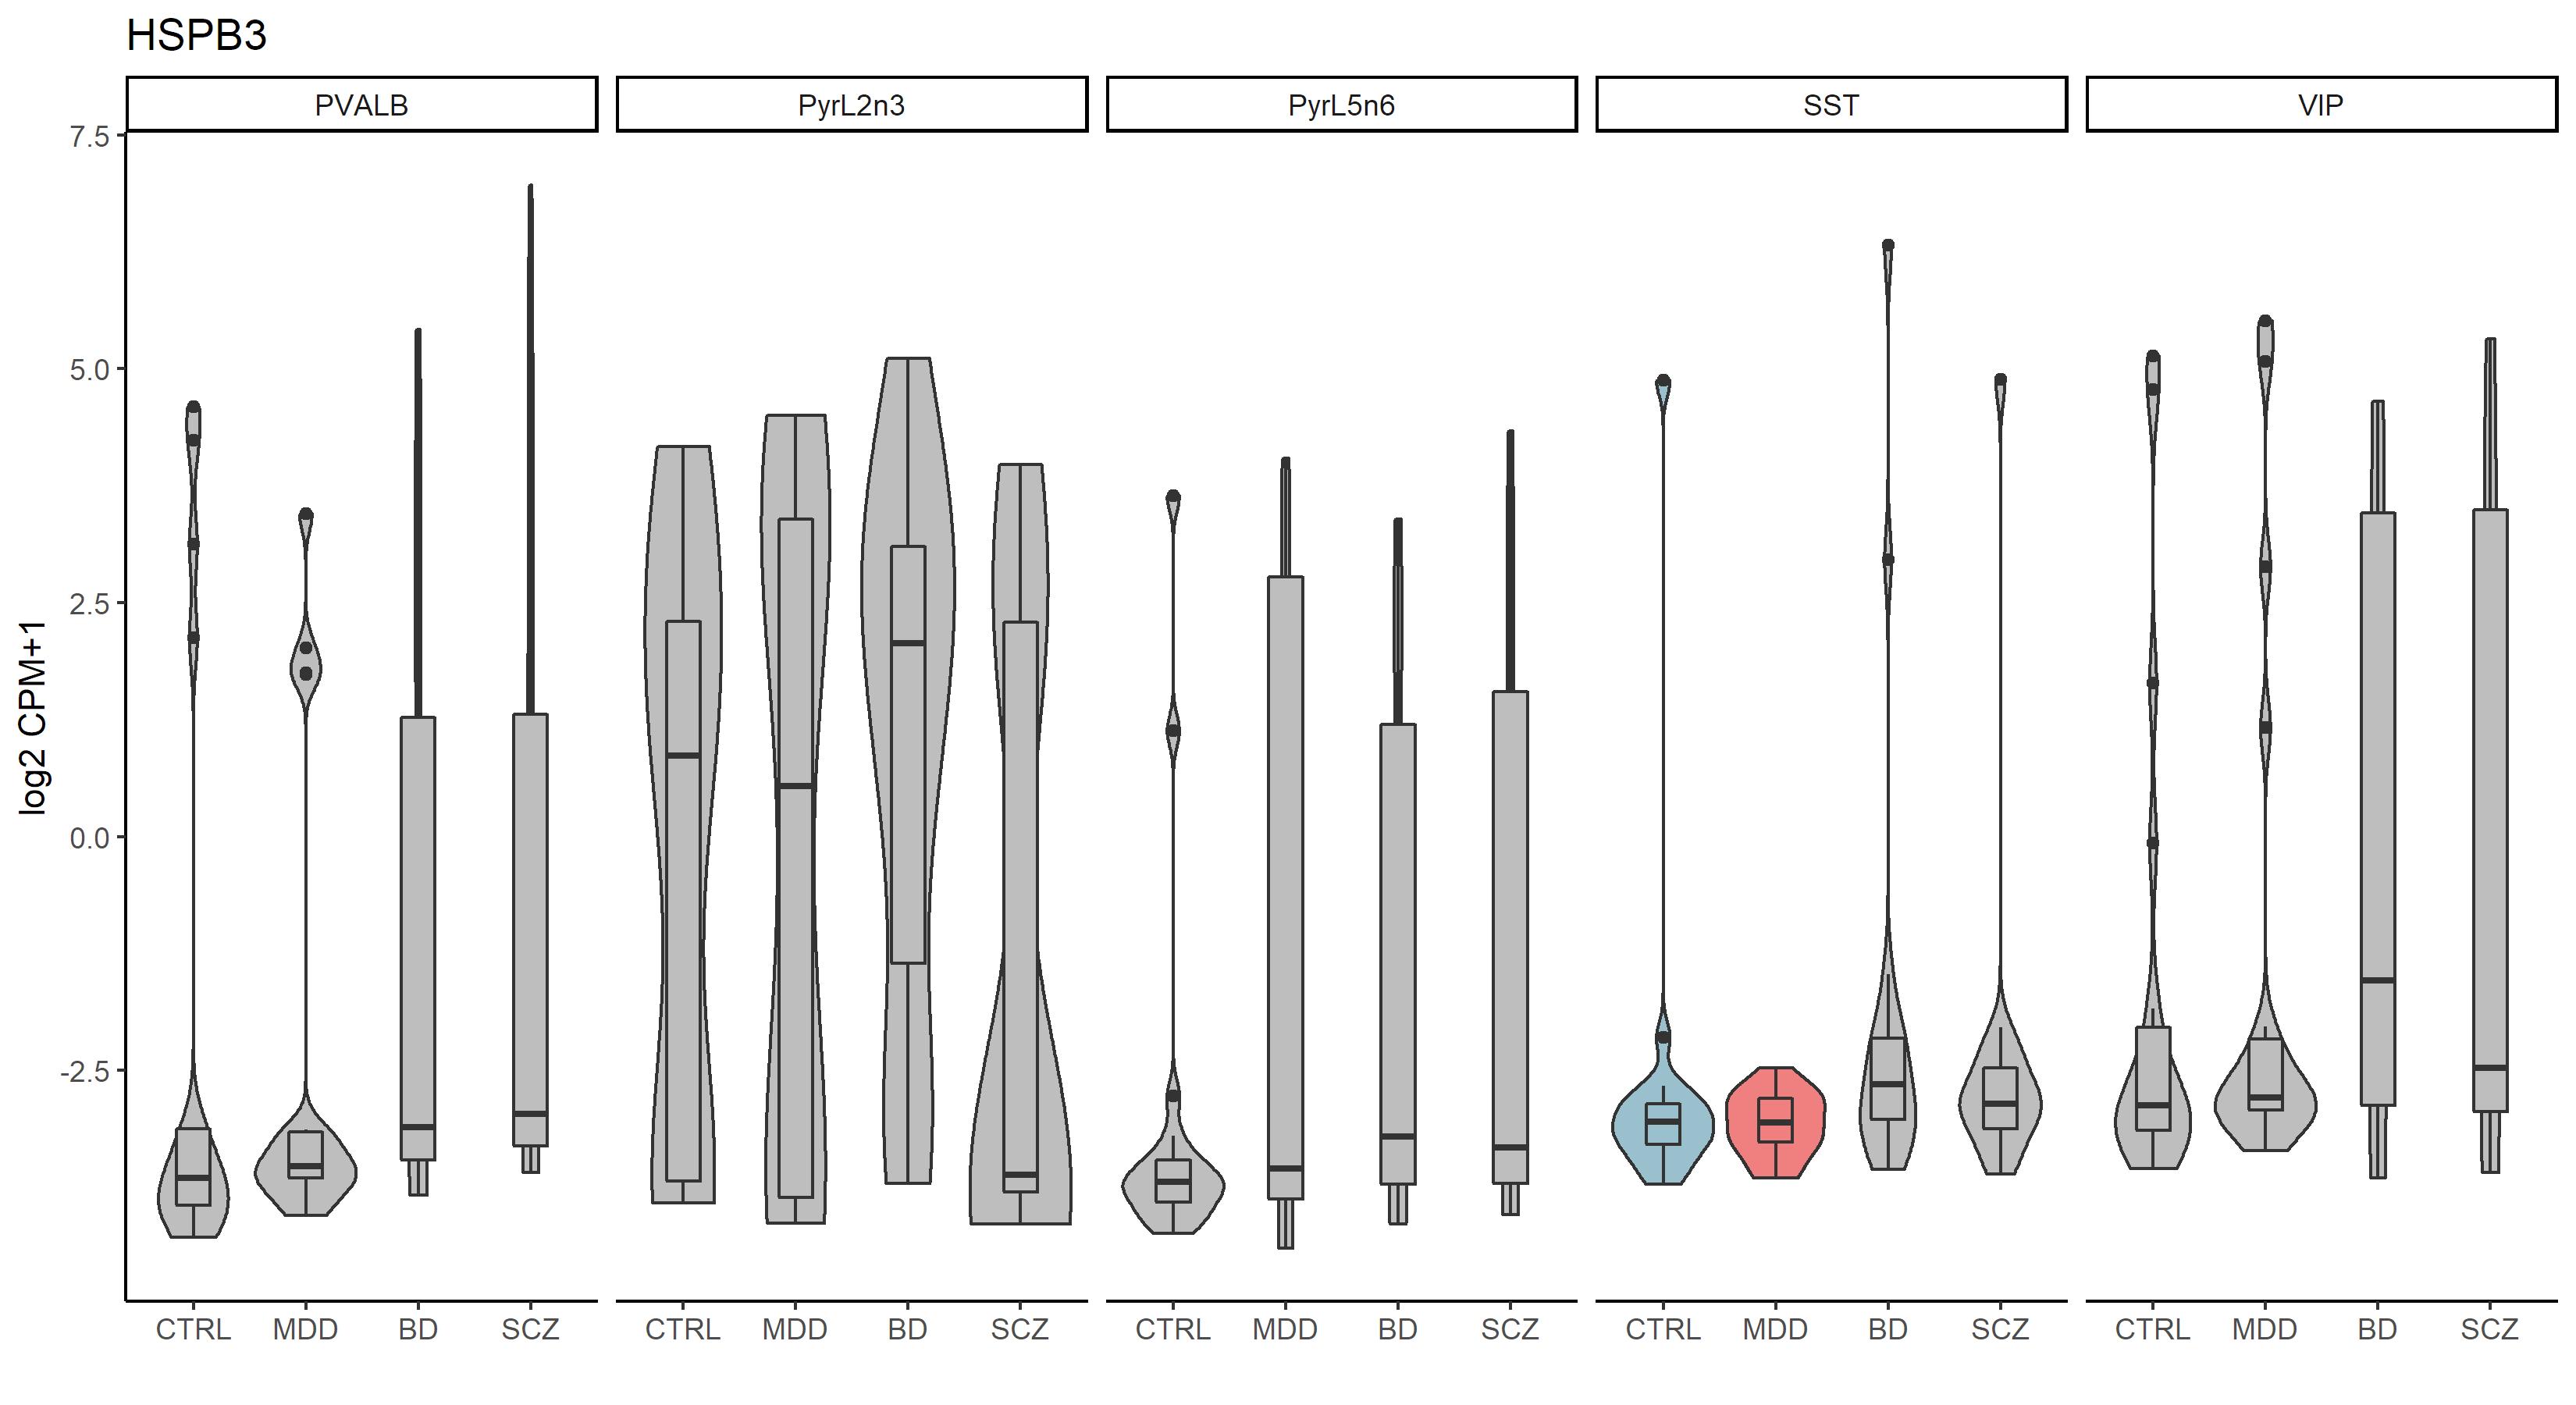 HSPB3
PVALB PyrL2n3 PyrL5n6 SST VIP
7.5
5.0
2.5
0.0
-2.5
log2 CPM+1
CTRL MDD BD SCZ CTRL MDD BD SCZ CTRL MDD BD SCZ CTRL MDD BD SCZ CTRL MDD BD SCZ